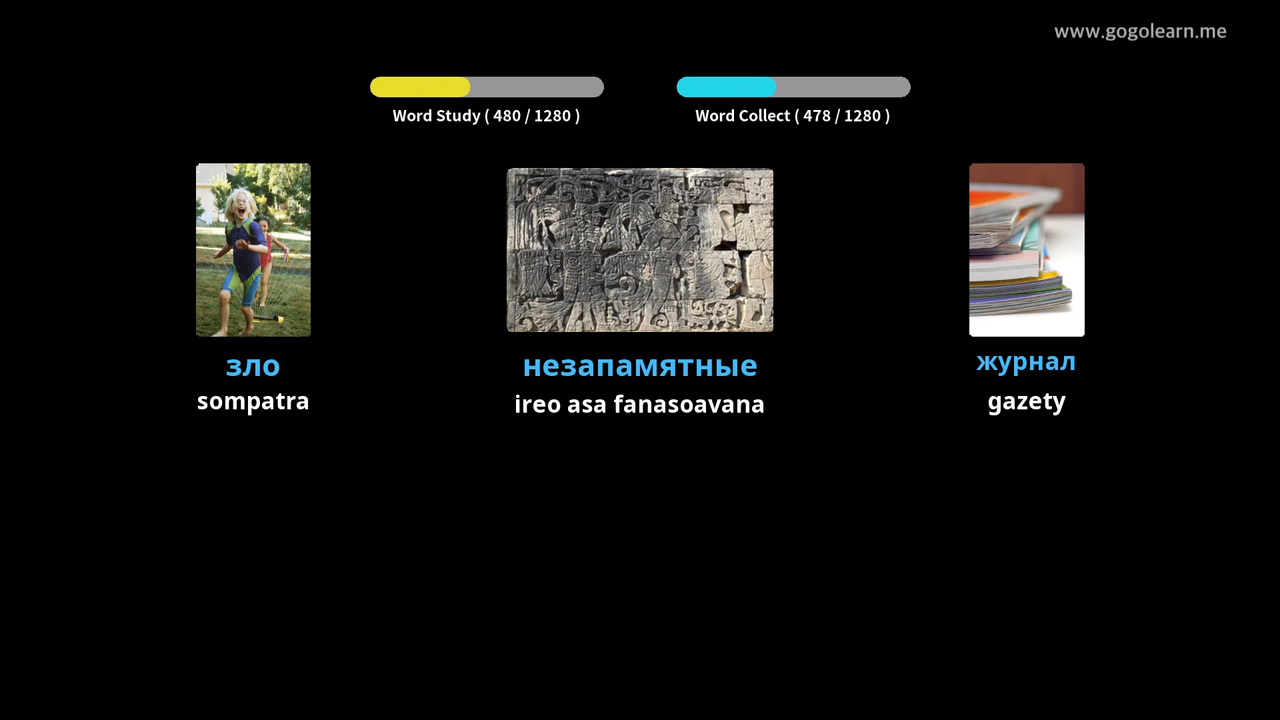 www.gogolearn.me
Word Study ( 480 / 1280 )
Word Collect ( 478 / 1280 )
зло
sompatra
незапамятные
ireo asa fanasoavana
журнал
gazety